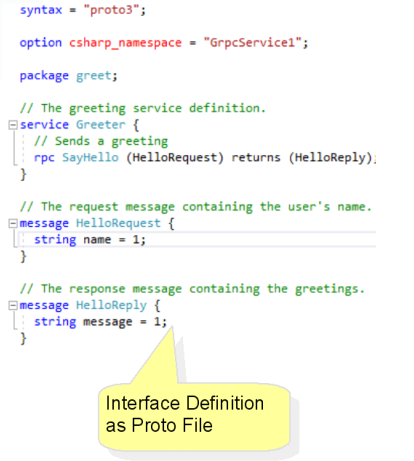 syntax = "proto3";
option csharp_namespace = "GrpcService1";
package greet;
// The greeting service definition.
service Greeter {
// Sends a greeting
rpc SayHello (HelloRequest) returns (HelloReply);
}
// The request message containing the user's name.
message HelloRequest {
string name = 1;
}
// The response message containing the greetings.
message HelloReply {
string message = 1;
}
Interface Definition
as Proto File